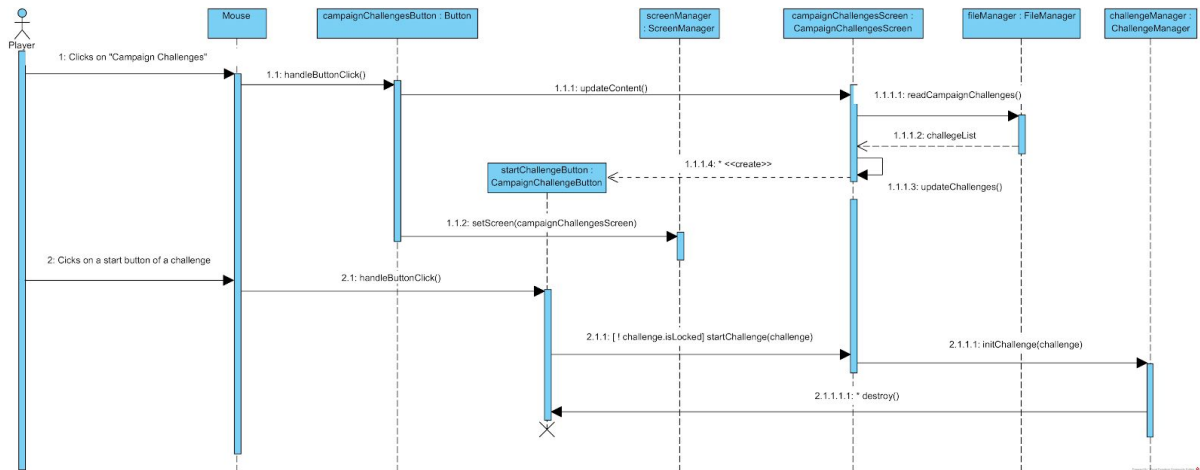 Player
Mouse
campaignChallengesButton : Button
screenManager
: ScreenManager
campaignChallengesScreen :
CampaignChallengesScreen
fileManager : FileManager
challengeManager :
ChallengeManager
1: Clicks on "Campaign Challenges"
1.1: handleButtonClick()
1.1.1: updateContent()
1.1.1.1: readCampaignChallenges()
1.1.1.2: challegeList
1.1.1.4: * <<create>>
startChallengeButton :
CampaignChallengeButton
1.1.1.3: updateChallenges()
1.1.2: setScreen(campaignChallengesScreen)
2: Cicks on a start button of a challenge
2.1: handleButtonClick()
2.1.1: [ ! challenge.isLocked] startChallenge(challenge)
2.1.1.1: initChallenge(challenge)
2.1.1.1.1: * destroy()